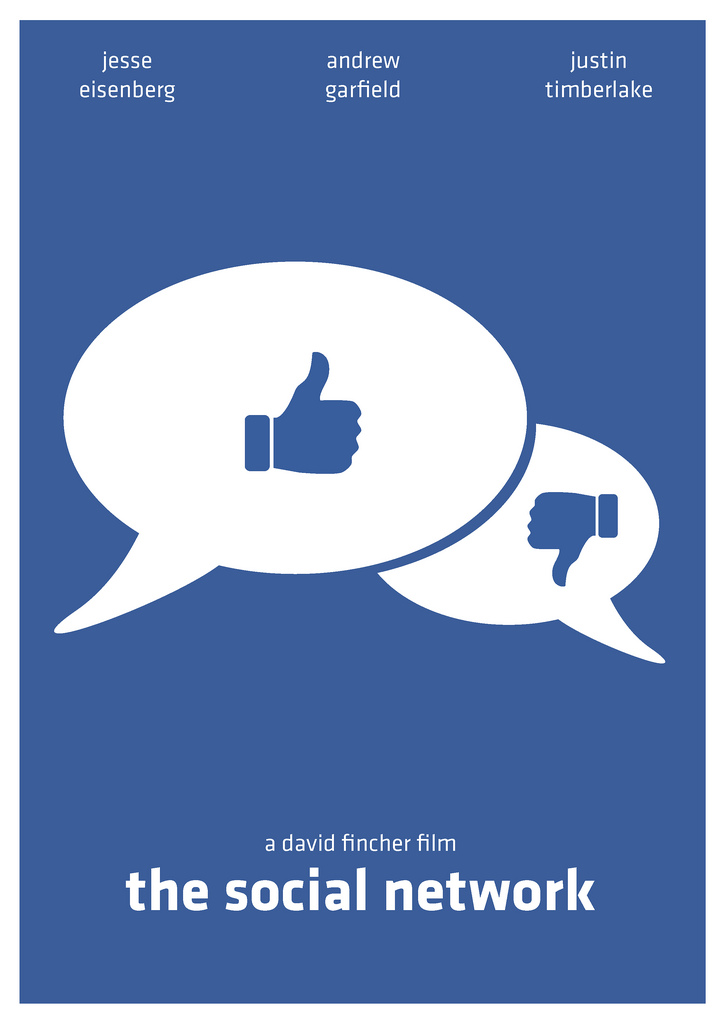 jesse
eisenberg
andrew
garfield
justin
timberlake
a david fincher film
the social network